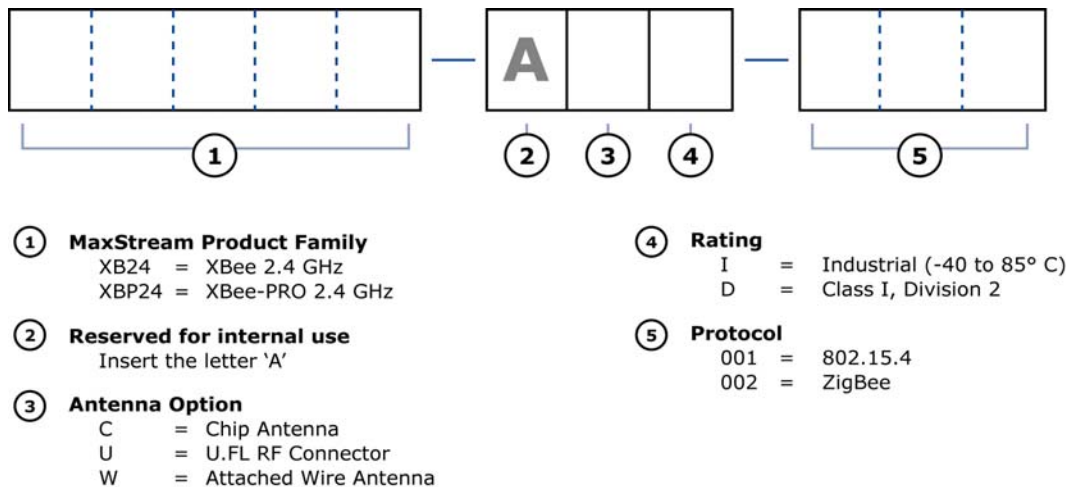 A
1 2 3 4 5
1 MaxStream Product Family
XB24 = XBee 2.4 GHz
XBP24 = XBee-PRO 2.4 GHz
2 Reserved for internal use
Insert the letter ‘A’
3 Antenna Option
C = Chip Antenna
U = U.FL RF Connector
W = Attached Wire Antenna
4 Rating
I = Industrial (-40 to 85° C)
D = Class I, Division 2
5 Protocol
001 = 802.15.4
002 = ZigBee